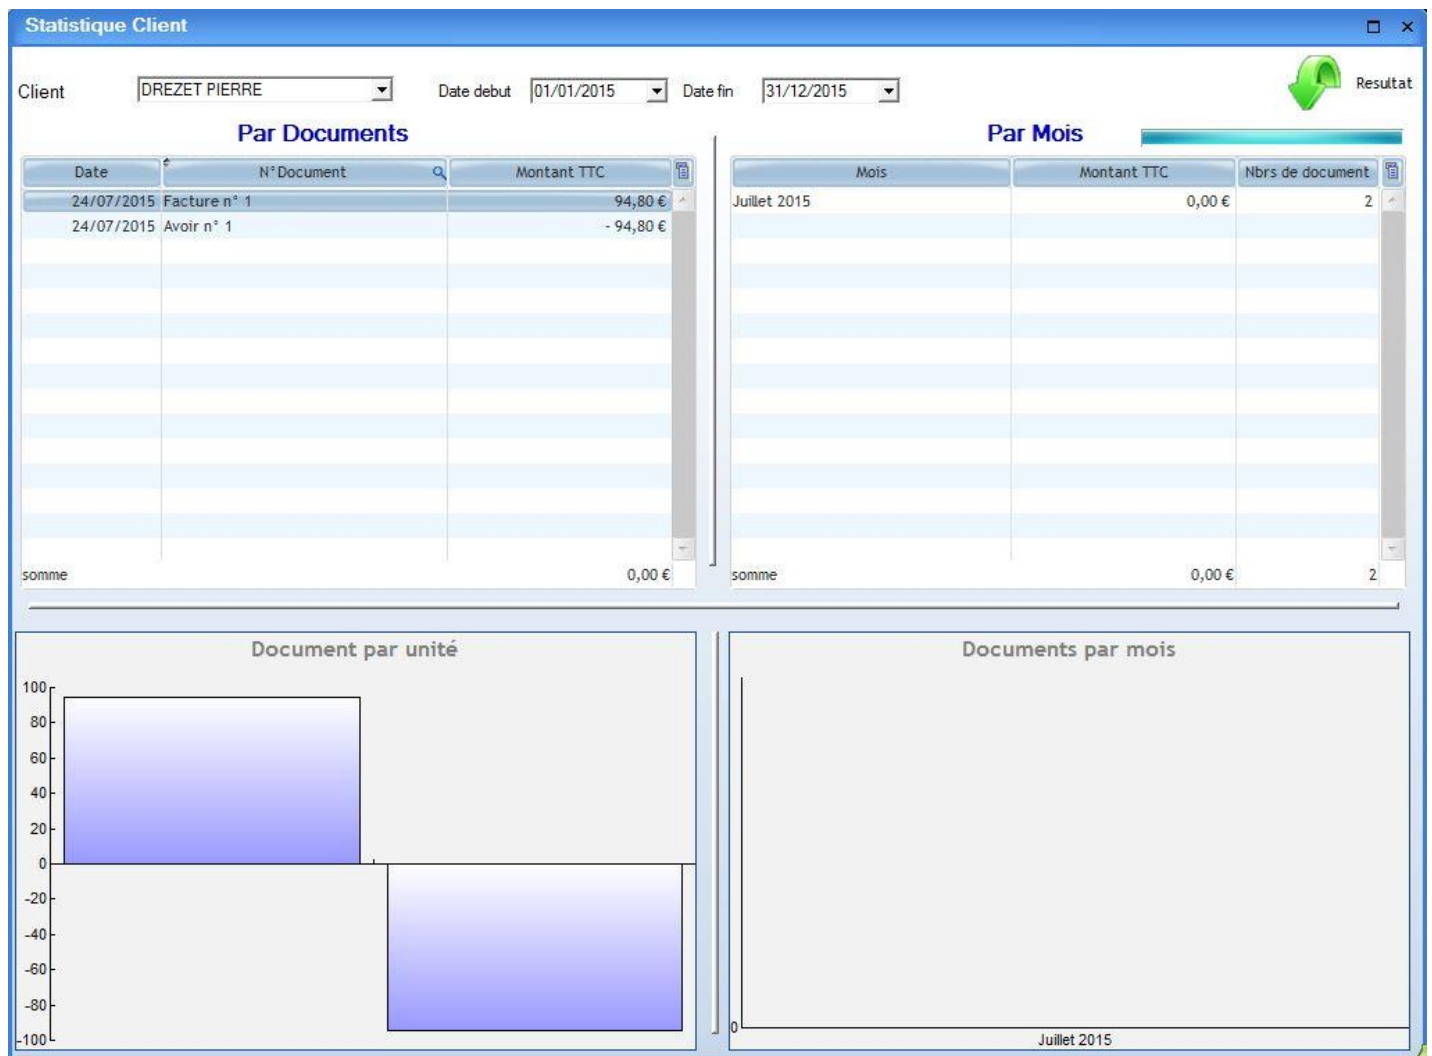 Statistique Client
Client DREZET PIERRE Date debut 01/01/2015 Date fin 31/12/2015 Resultat
Par Documents
Date N°Document Montant TTC
24/07/2015 Facture n° 1 94,80 €
24/07/2015 Avoir n° 1 - 94,80 €
somme 0,00 €
Par Mois
Mois Montant TTC Nbrs de document
Juillet 2015 0,00 € 2
somme 0,00 € 2
Document par unité
100
80
60
40
20
0
-20
-40
-60
-80
-100
Documents par mois
0
Juillet 2015